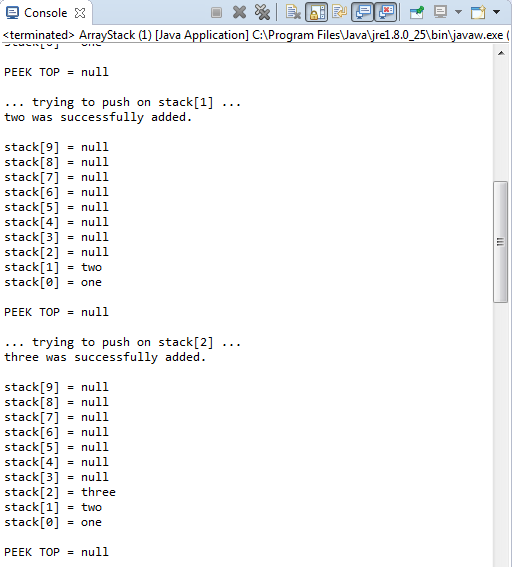 Console
<terminated> ArrayStack (1) [Java Application] C:\Program Files\Java\jre1.8.0_25\bin\javaw.exe (
stack[0] = one
PEEK TOP = null
... trying to push on stack[1] ...
two was successfully added.
stack[9] = null
stack[8] = null
stack[7] = null
stack[6] = null
stack[5] = null
stack[4] = null
stack[3] = null
stack[2] = null
stack[1] = two
stack[0] = one
PEEK TOP = null
... trying to push on stack[2] ...
three was successfully added.
stack[9] = null
stack[8] = null
stack[7] = null
stack[6] = null
stack[5] = null
stack[4] = null
stack[3] = null
stack[2] = three
stack[1] = two
stack[0] = one
PEEK TOP = null